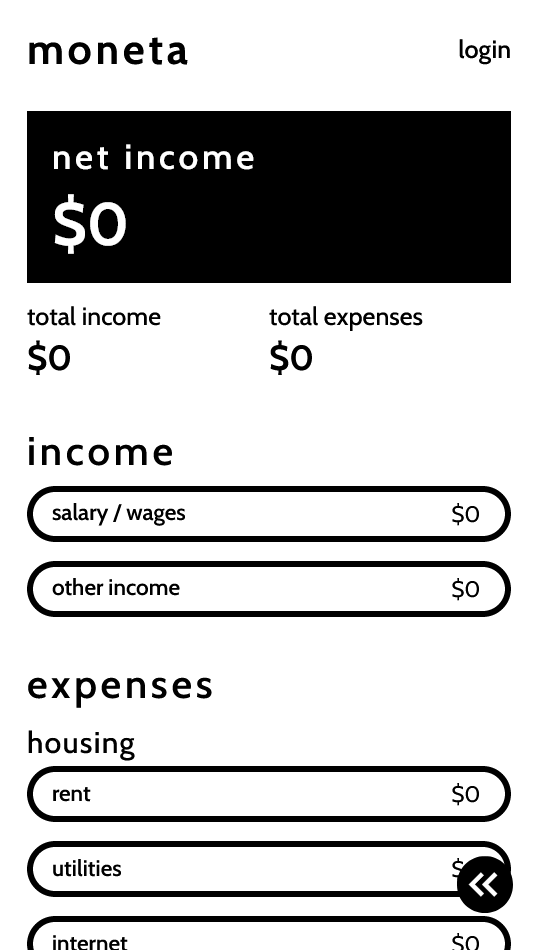 moneta
login
net income
$0
total income
total expenses
$0
$0
income
salary / wages
$0
other income
$0
expenses
housing
rent
$0
utilities
$
internet
$0